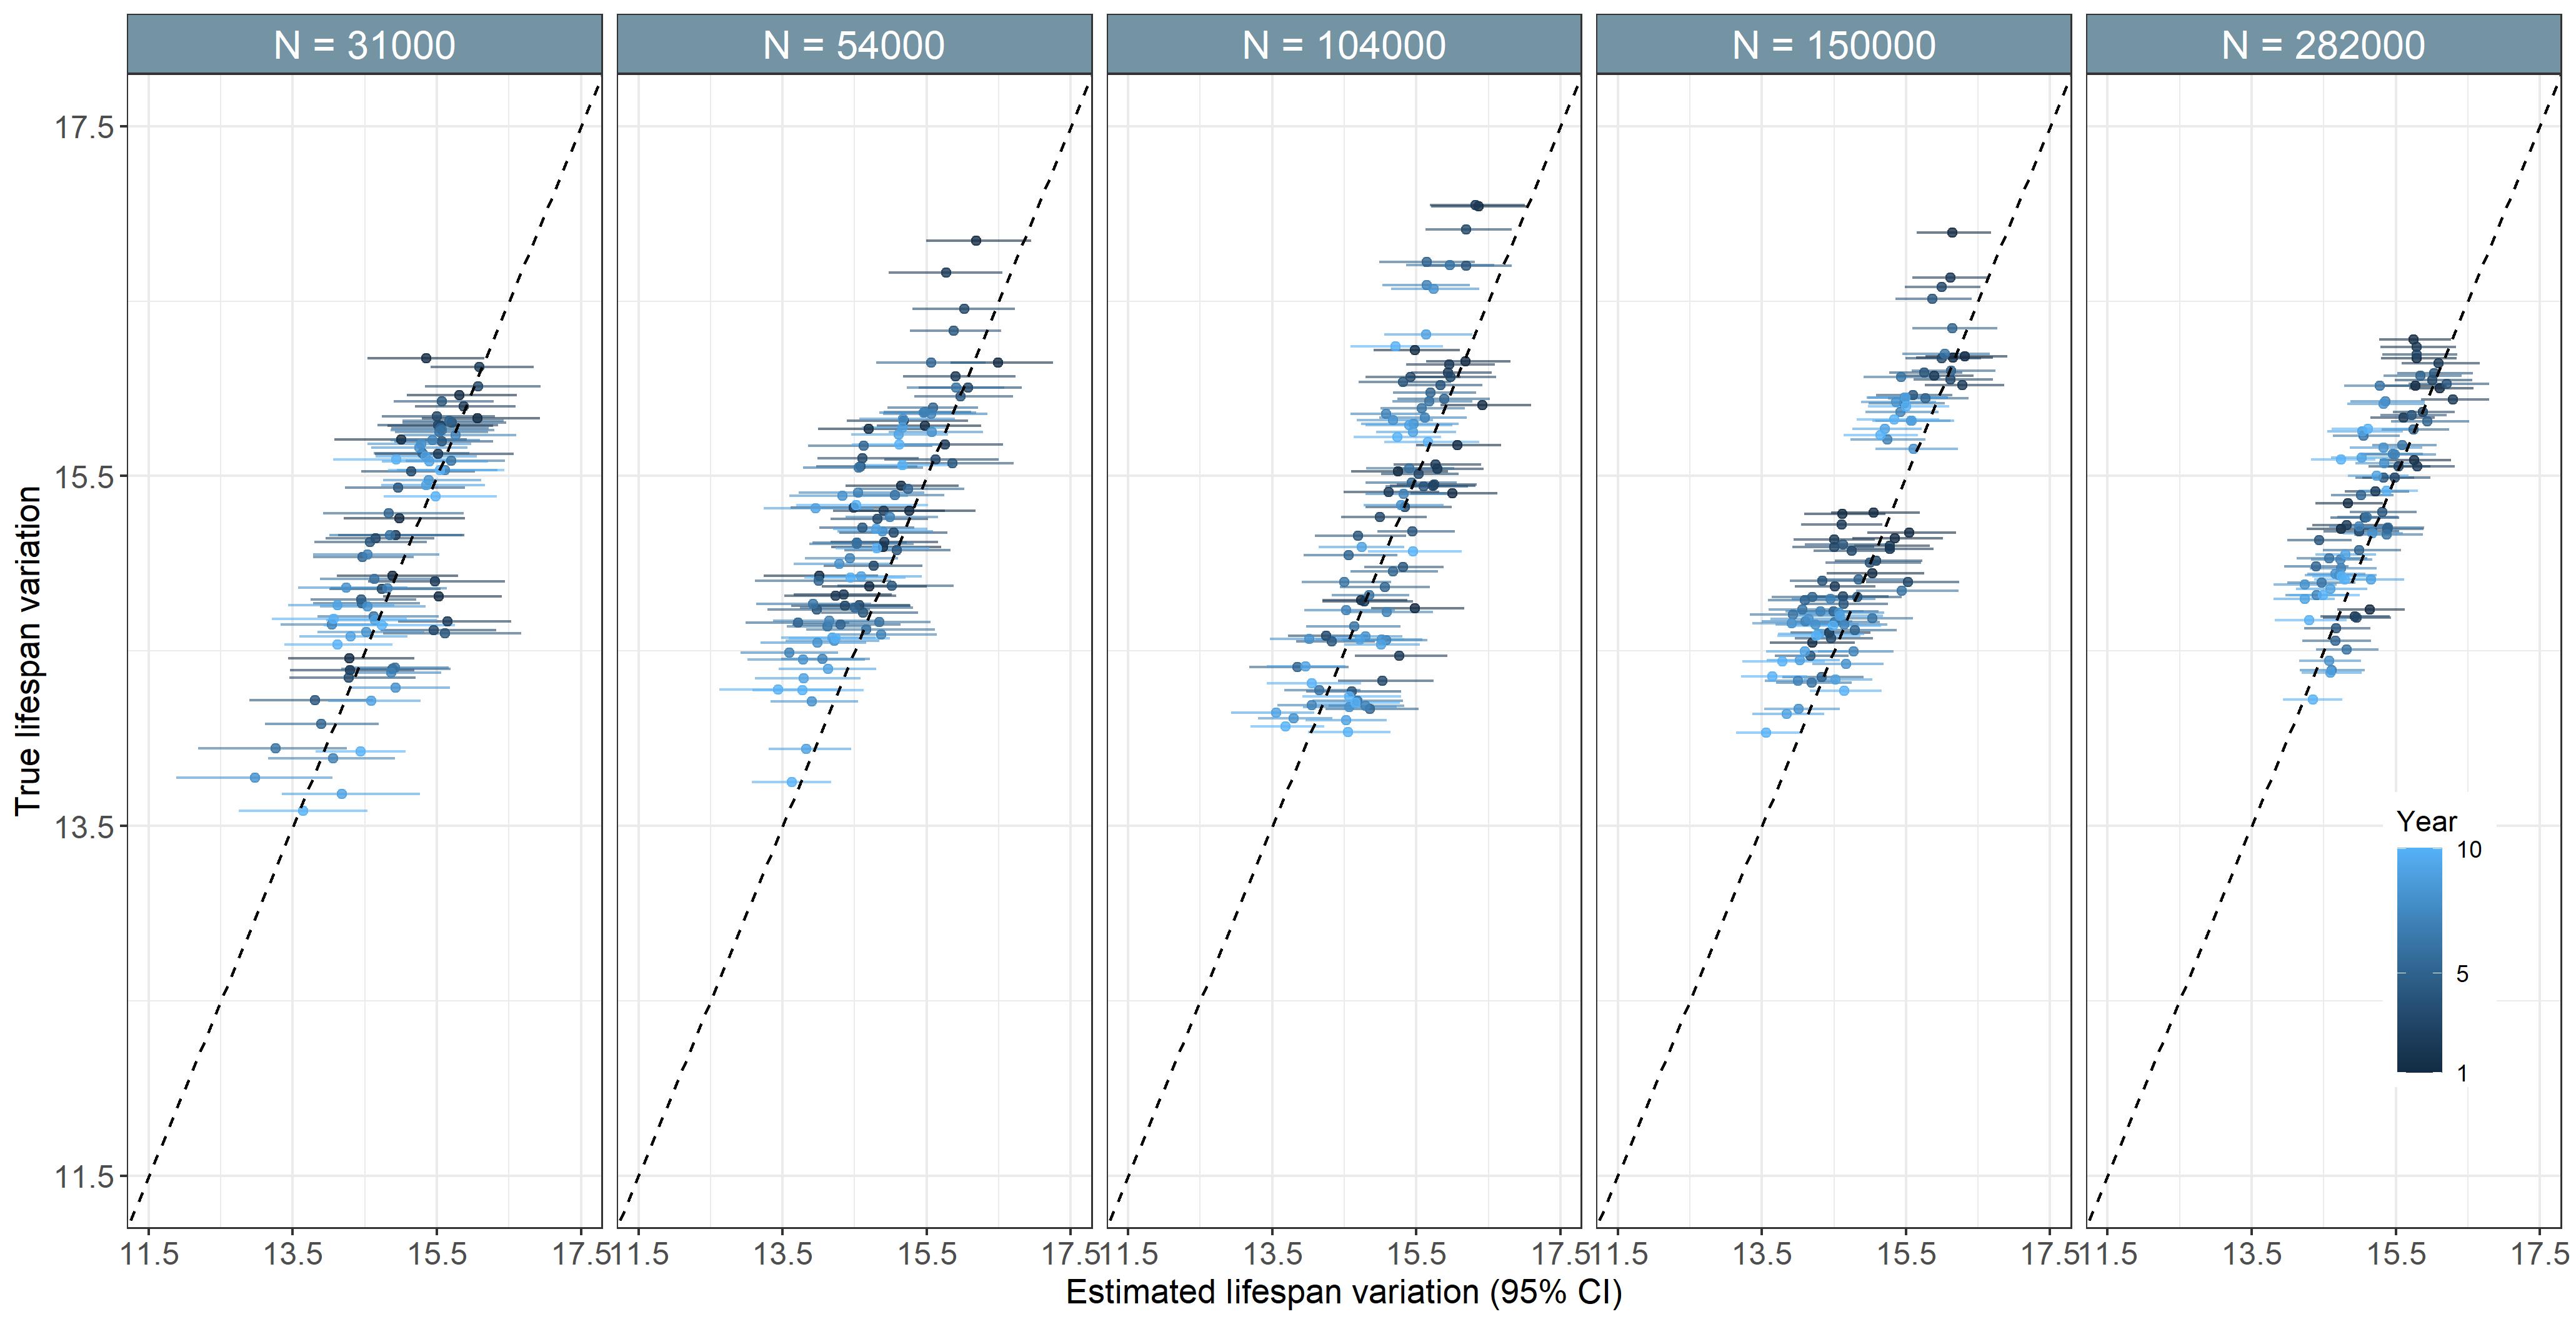 N = 31000 N = 54000 N = 104000 N = 150000 N = 282000
17.5
15.5
13.5
11.5
True lifespan variation
Year
10
5
1
11.5 13.5 15.5 17.5 11.5 13.5 15.5 17.5 11.5 13.5 15.5 17.5 11.5 13.5 15.5 17.5 11.5 13.5 15.5 17.5
Estimated lifespan variation (95% CI)